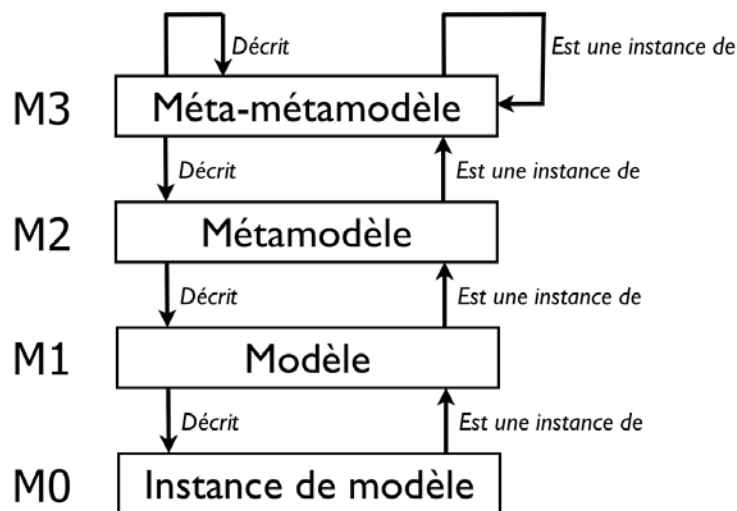 Décrit
Est une instance de
M3
Méta-métamodèle
Décrit
Est une instance de
M2
Métamodèle
Décrit
Est une instance de
M1
Modèle
Décrit
Est une instance de
M0
Instance de modèle